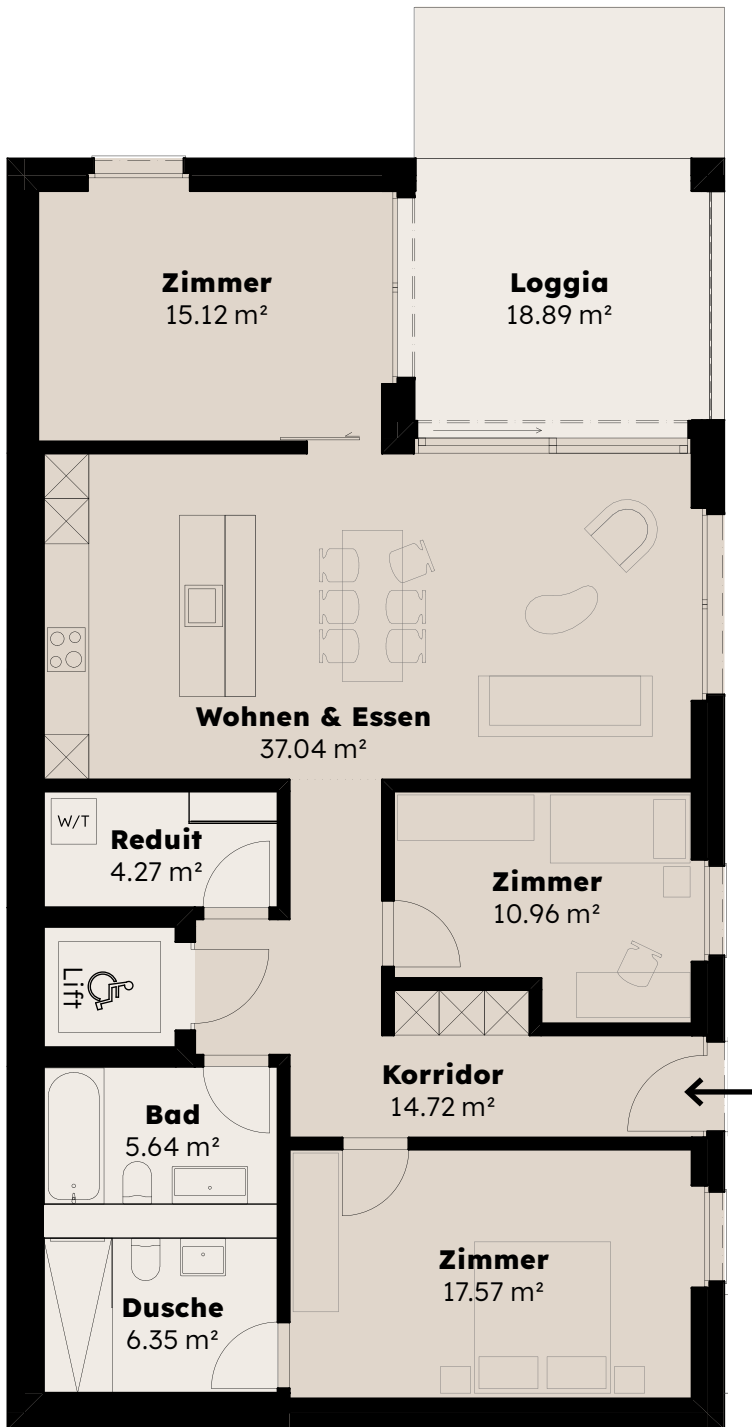 Zimmer
15.12 m²
Loggia
18.89 m²
Wohnen & Essen
37.04 m²
W/T
Reduit
4.27 m²
Zimmer
10.96 m²
Lift
Korridor
14.72 m²
Bad
5.64 m²
Zimmer
17.57 m²
Dusche
6.35 m²